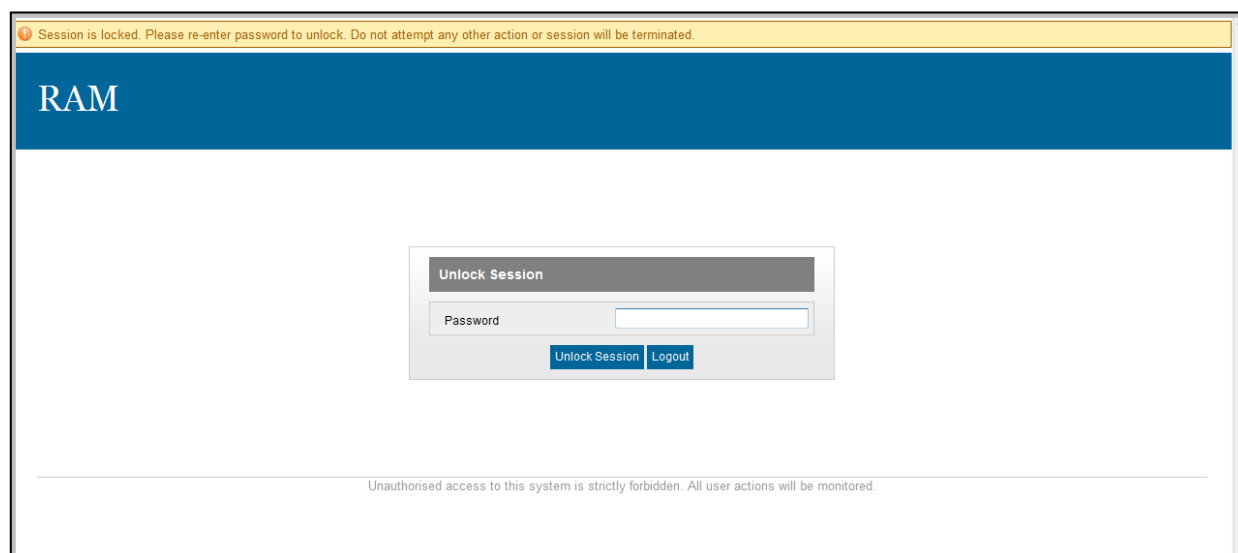 Session is locked. Please re-enter password to unlock. Do not attempt any other action or session will be terminated.
RAM
Unlock Session
Password
Unlock Session Logout
Unauthorised access to this system is strictly forbidden. All user actions will be monitored.